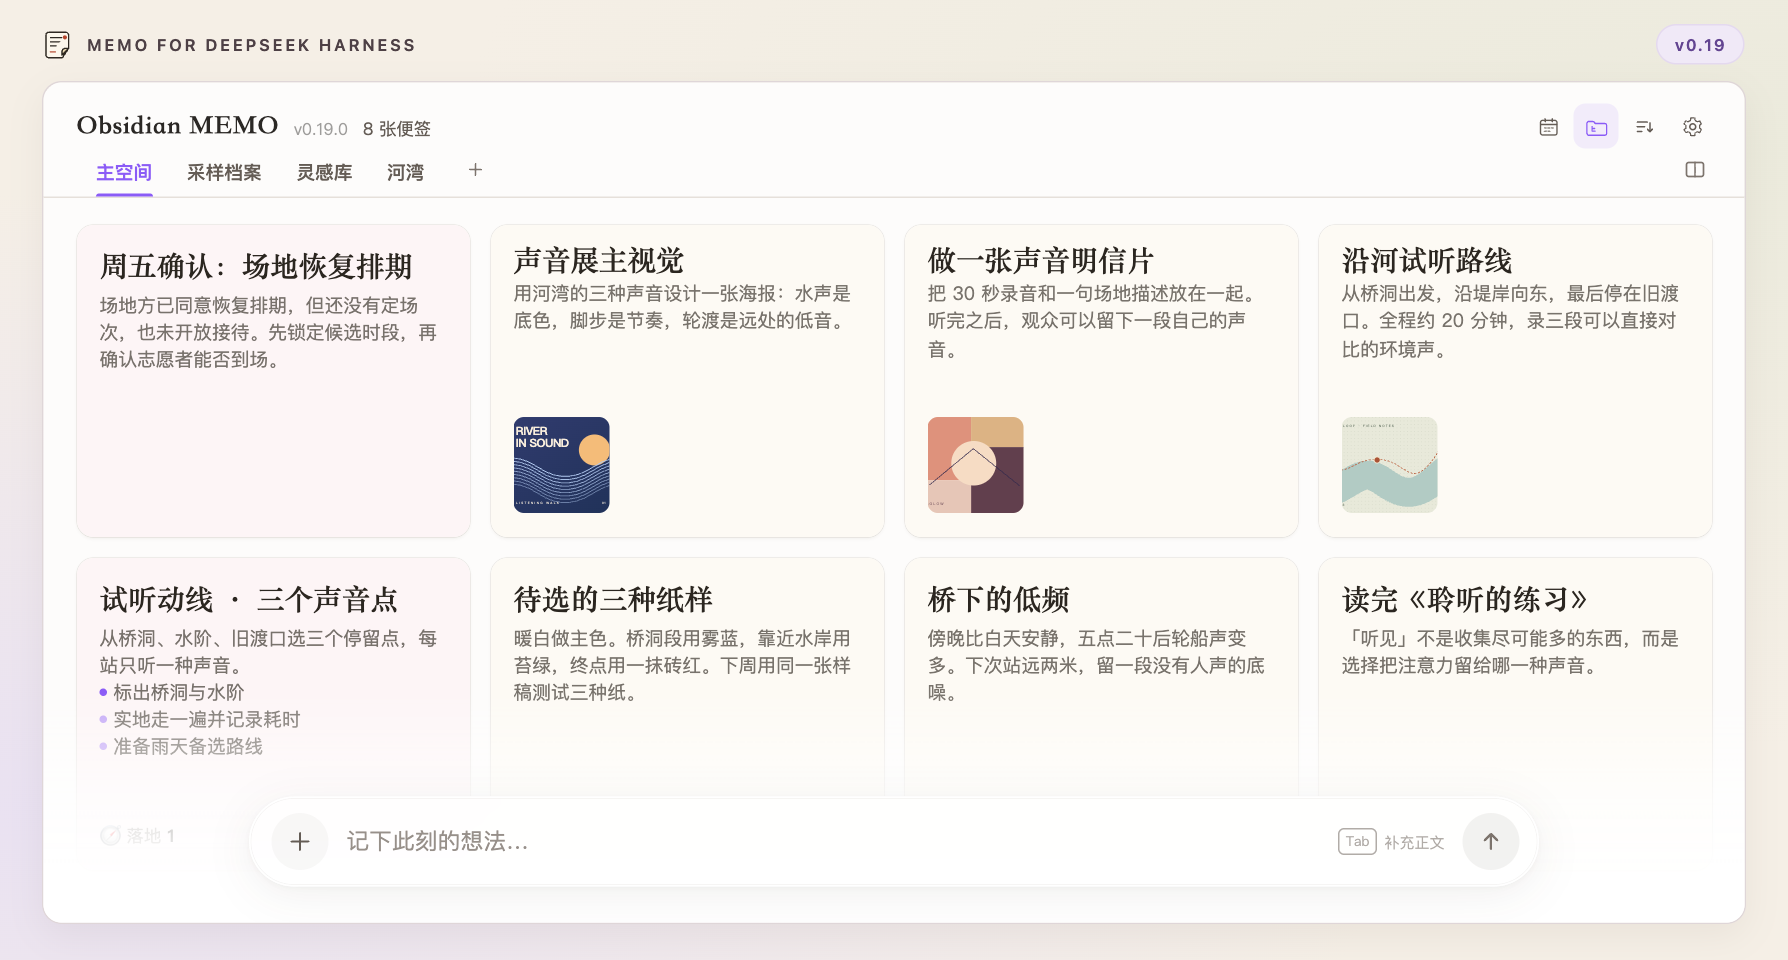 MEMO FOR DEEPSEEK HARNESS
v0.19
Obsidian MEMO v0.19.0 8 张便签
主空间 采样档案 灵感库 河湾
周五确认：场地恢复排期
场地方已同意恢复排期，但还没有定场
次，也未开放接待。先锁定候选时段，再
确认志愿者能否到场。
声音展主视觉
用河湾的三种声音设计一张海报：水声是
底色，脚步是节奏，轮渡是远处的低音。
RIVER
IN SOUND
LISTENING WALK
做一张声音明信片
把 30 秒录音和一句场地描述放在一起。
听完之后，观众可以留下一段自己的声
音。
沿河试听路线
从桥洞出发，沿堤岸向东，最后停在旧渡
口。全程约 20 分钟，录三段可以直接对
比的环境声。
FIELD NOTES
试听动线 · 三个声音点
从桥洞、水阶、旧渡口选三个停留点，每
站只听一种声音。
标出桥洞与水阶
实地走一遍并记录耗时
准备雨天备选路线
落地 1
待选的三种纸样
暖白做主色。桥洞段用雾蓝，靠近水岸用
苔绿，终点用一抹砖红。下周用同一张样
稿测试三种纸。
桥下的低频
傍晚比白天安静，五点二十后轮船声变
多。下次站远两米，留一段没有人声的底
噪。
读完《聆听的练习》
「听见」不是收集尽可能多的东西，而是
选择把注意力留给哪一种声音。
记下此刻的想法...
Tab 补充正文